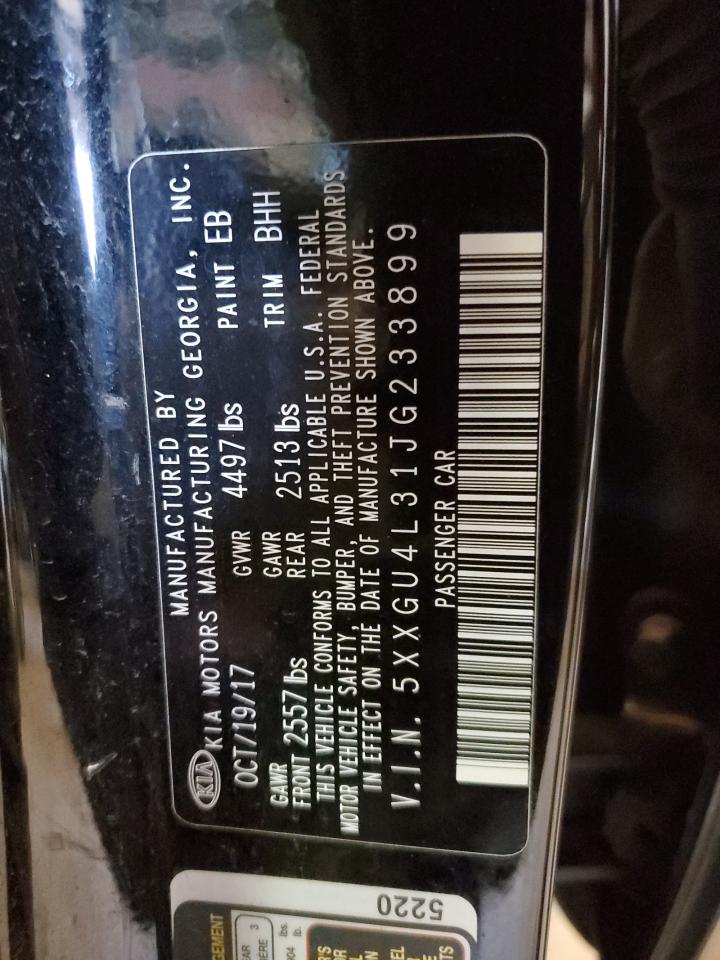 MANUFACTURED BY
KIA KIA MOTORS MANUFACTURING GEORGIA, INC.
OCT/19/17 GVWR 4497 lbs PAINT EB
GAWR FRONT 2557 lbs GAWR REAR 2513 lbs TRIM BHH
THIS VEHICLE CONFORMS TO ALL APPLICABLE U.S.A. FEDERAL
MOTOR VEHICLE SAFETY, BUMPER, AND THEFT PREVENTION STANDARDS
IN EFFECT ON THE DATE OF MANUFACTURE SHOWN ABOVE.
V.I.N. 5XXGU4L31JG233899
PASSENGER CAR
5220